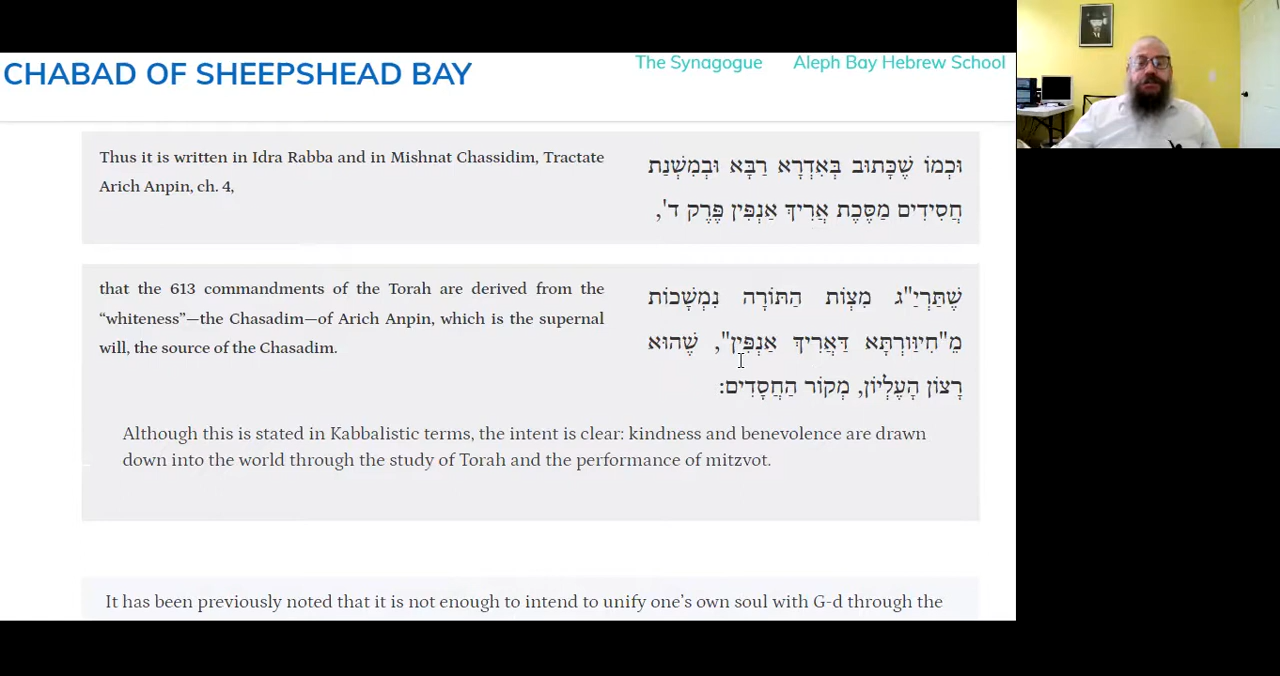 CHABAD OF SHEEPSHEAD BAY
The Synagogue
Aleph Bay Hebrew School
Thus it is written in Idra Rabba and in Mishnat Chassidim, Tractate
Arich Anpin, ch. 4,
וּכְמוֹ שֶׁכָּתוּב בְּאִדְרָא רַבָּא וּבְמִשְׁנַת
חֲסִידִים מַסֶּכֶת אֲרִיךְ אַנְפִּין פֶּרֶק ד',
that the 613 commandments of the Torah are derived from the
“whiteness”—the Chasadim—of Arich Anpin, which is the supernal
will, the source of the Chasadim.
שֶׁתַּרְיַ"ג מִצְוֹת הַתּוֹרָה נִמְשָׁכוֹת
מֵ"חִיוַּורְתָּא דַּאֲרִיךְ אַנְפִּין", שֶׁהוּא
רָצוֹן הָעֶלְיוֹן, מְקוֹר הַחֲסָדִים:
Although this is stated in Kabbalistic terms, the intent is clear: kindness and benevolence are drawn
down into the world through the study of Torah and the performance of mitzvot.
It has been previously noted that it is not enough to intend to unify one's own soul with G-d through the